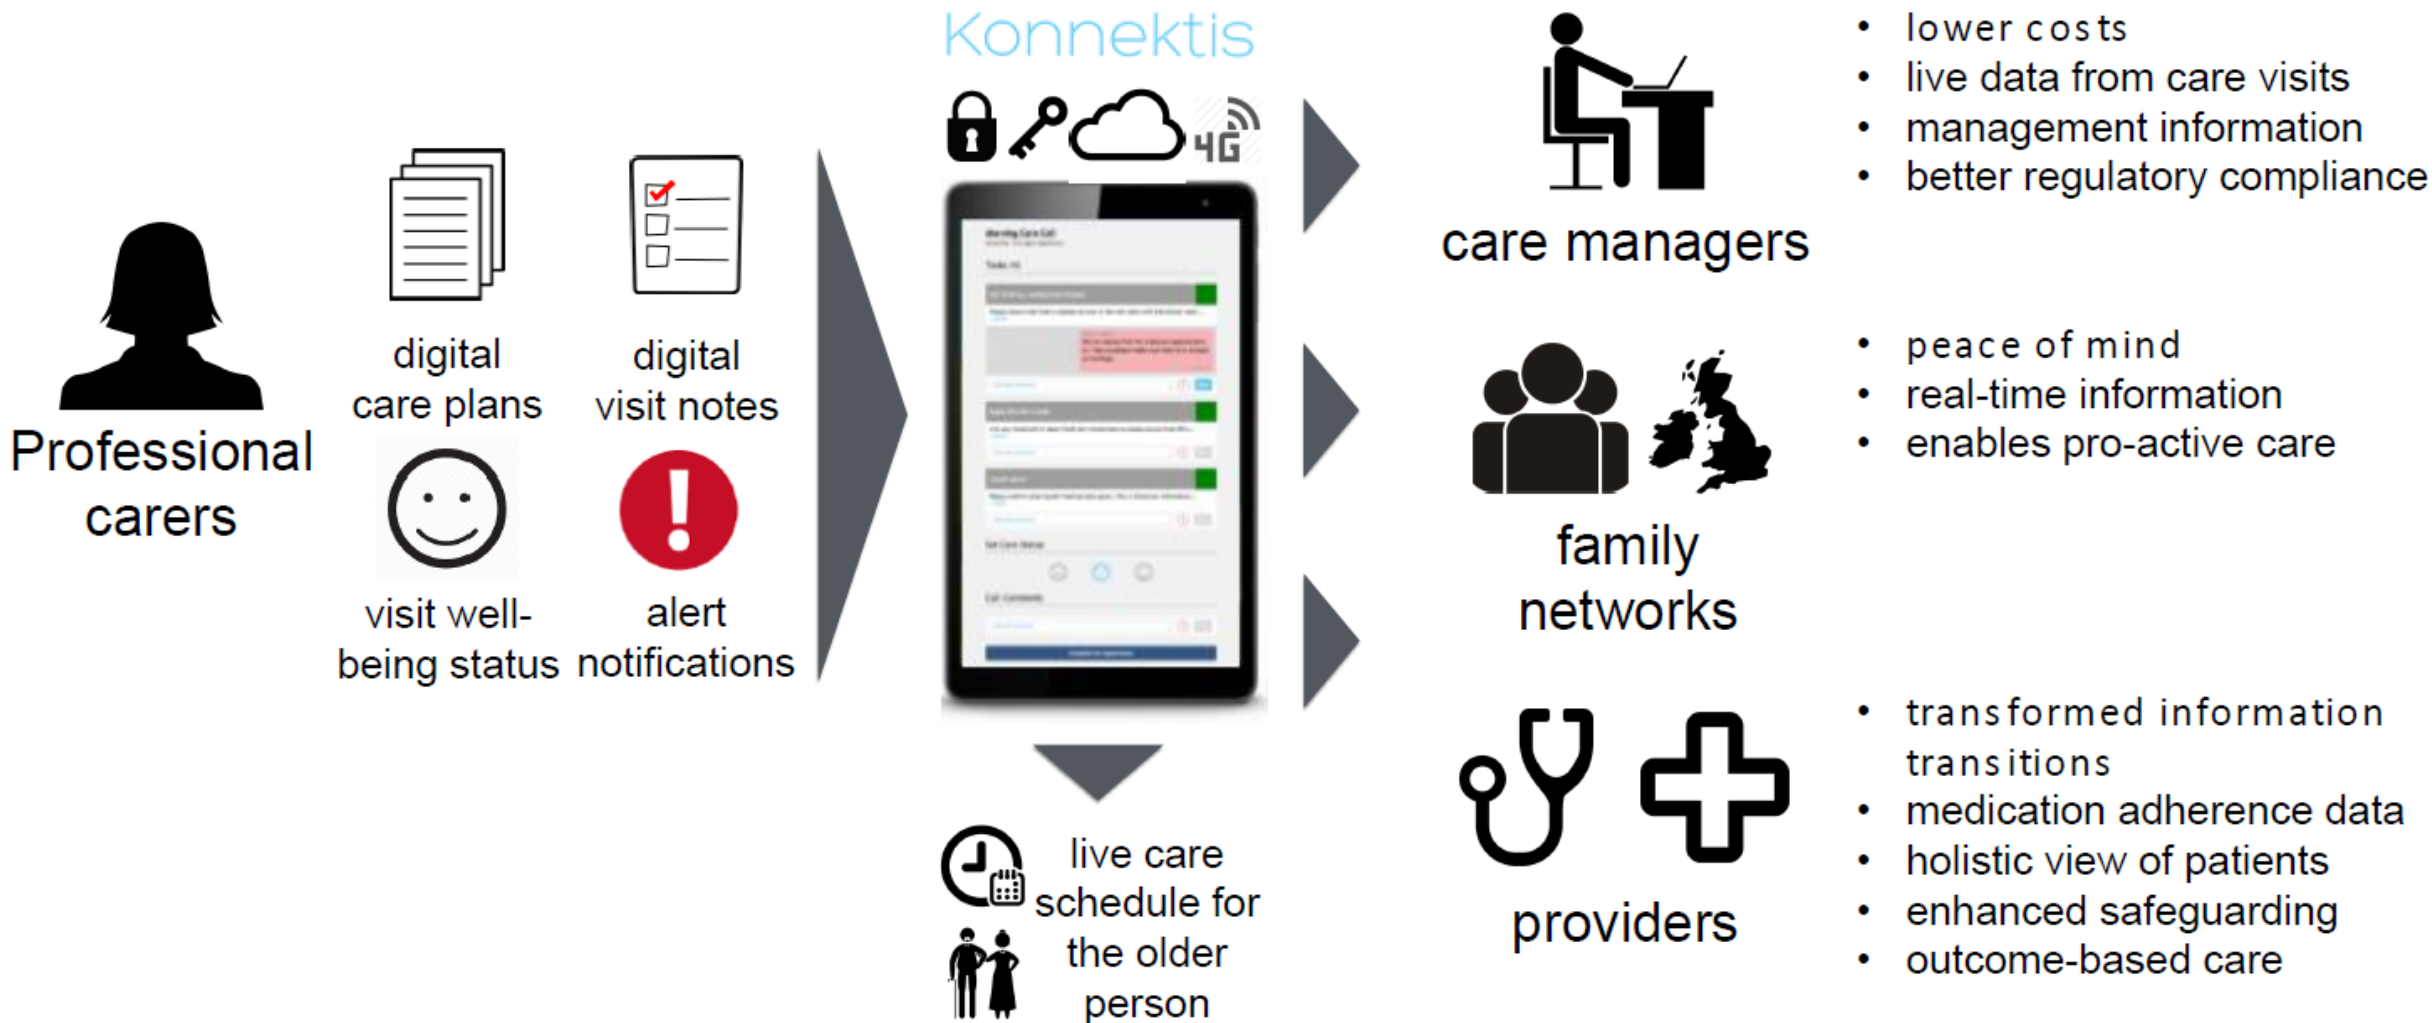 Konnektis
4G
Professional
carers
digital
care plans
digital
visit notes
visit well-
being status
alert
notifications
Morning Care Call
live care
schedule for
the older
person
care managers
• lower costs
• live data from care visits
• management information
• better regulatory compliance
family
networks
• peace of mind
• real-time information
• enables pro-active care
providers
• transformed information
transitions
• medication adherence data
• holistic view of patients
• enhanced safeguarding
• outcome-based care